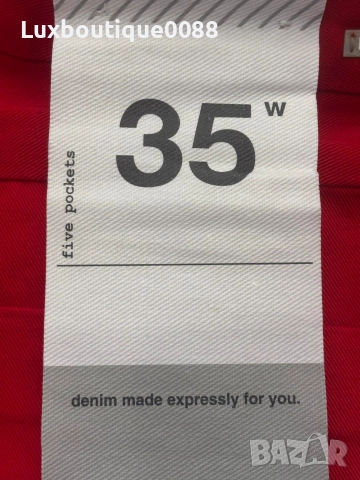 Luxboutique0088
35 W
five pockets
denim made expressly for you.
BAZAR